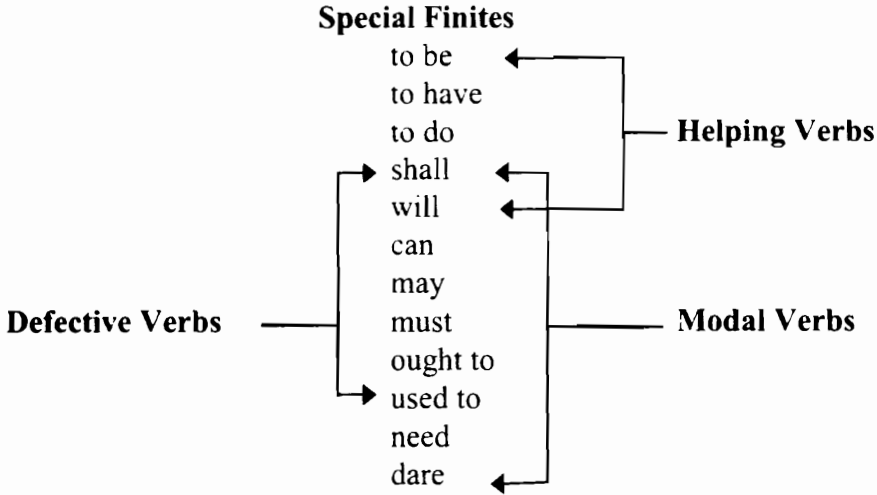 Special Finites
to be
to have
to do
Helping Verbs
shall
will
can
may
Defective Verbs
must
Modal Verbs
ought to
used to
need
dare